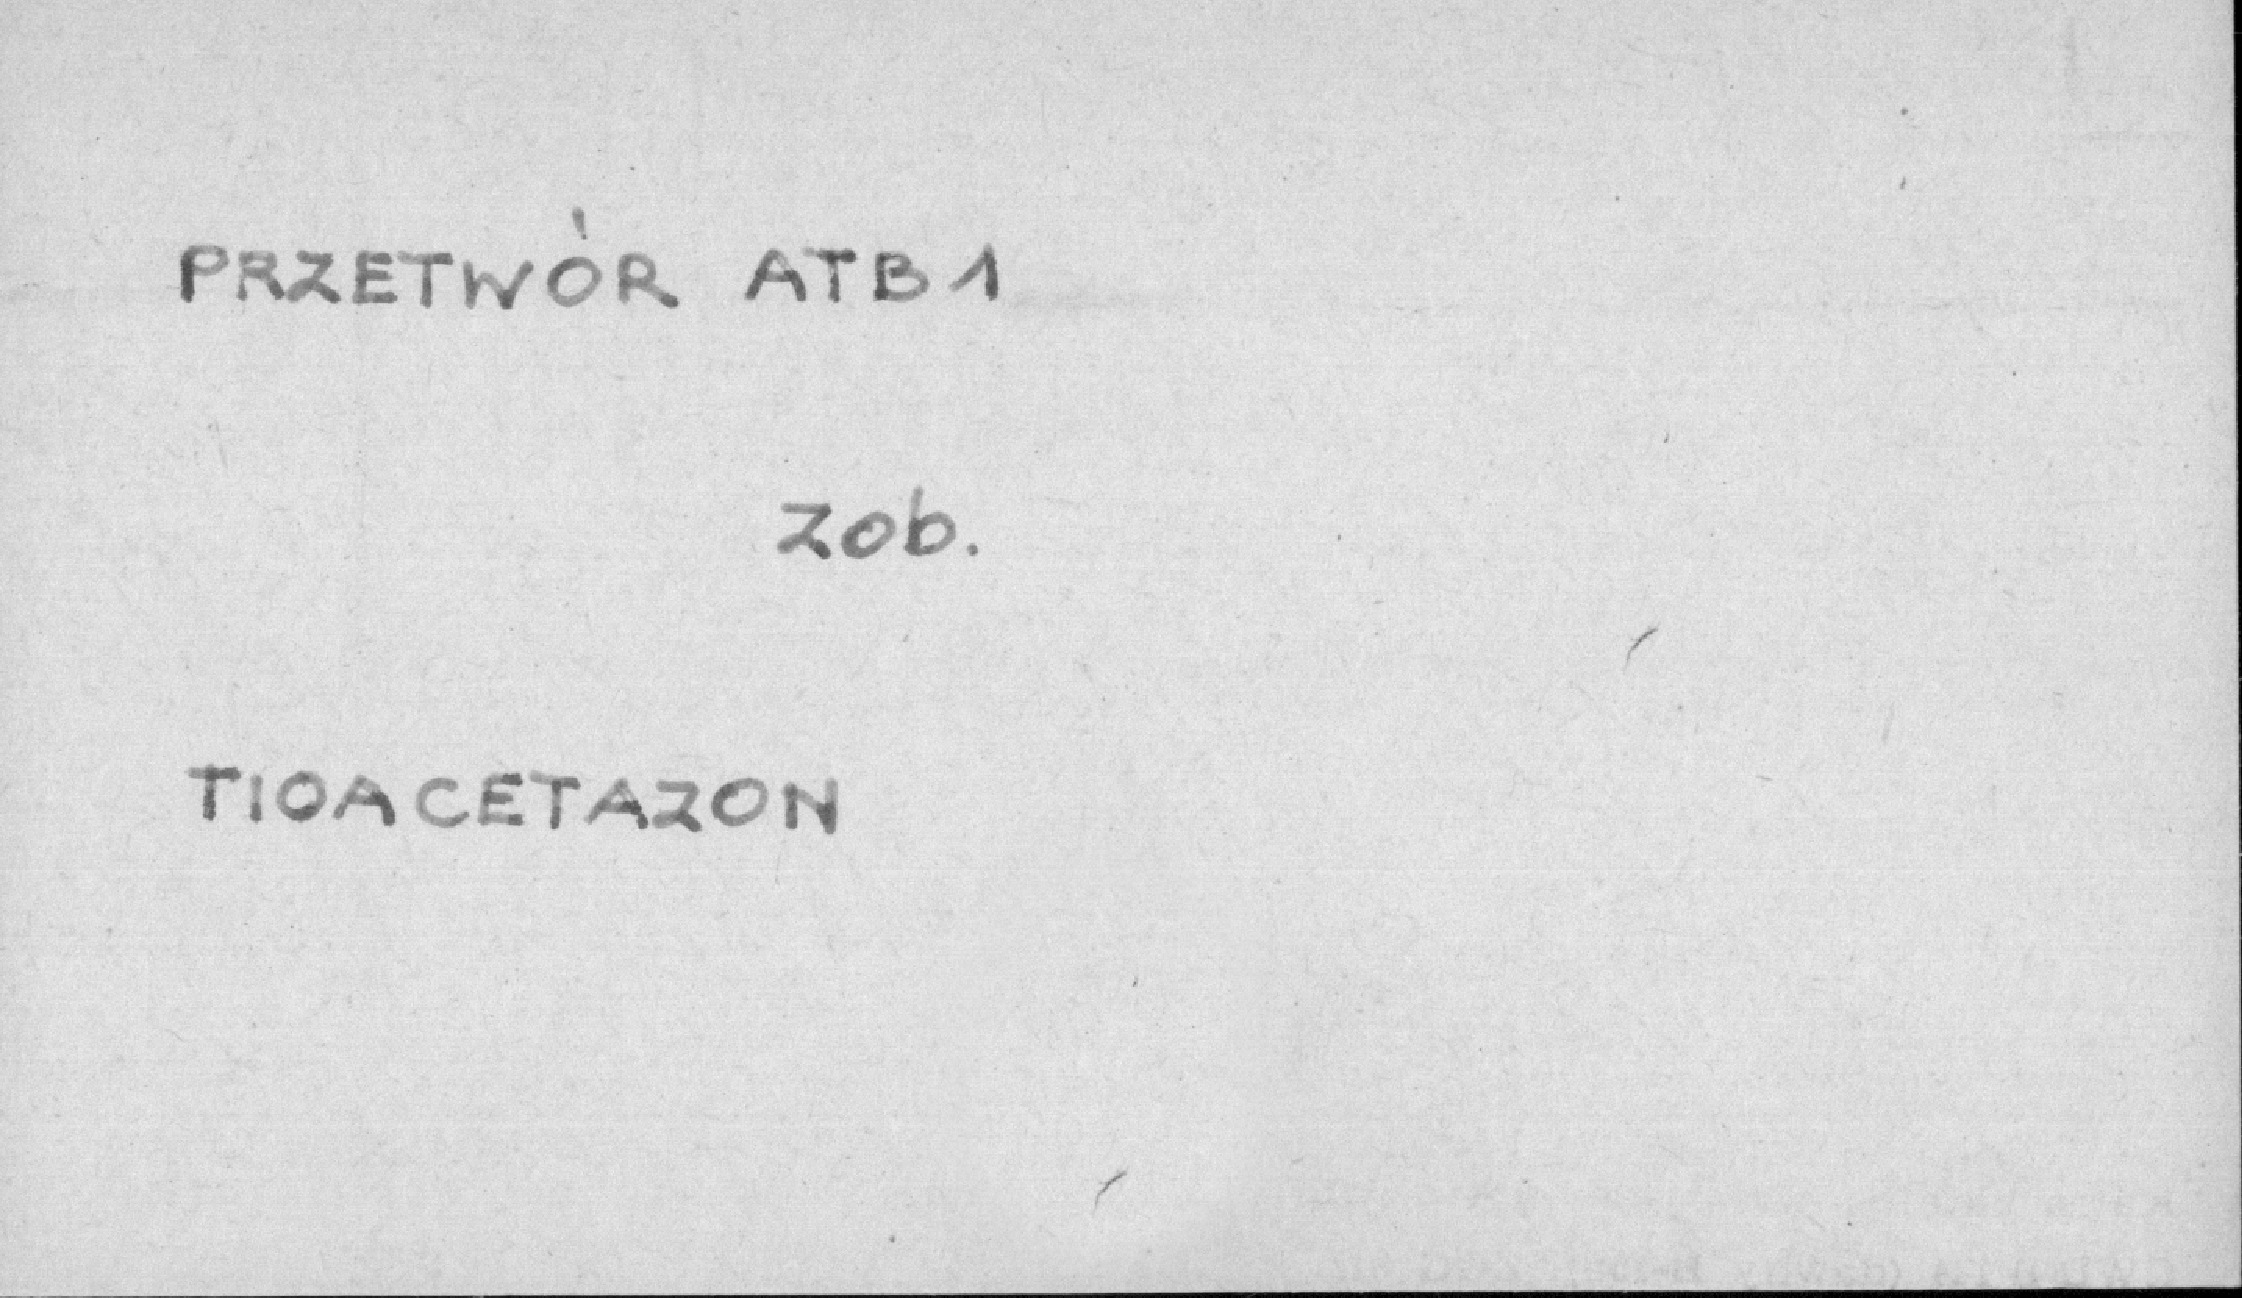 PRZETWÓR ATB1
zob.
TIOACETAZON